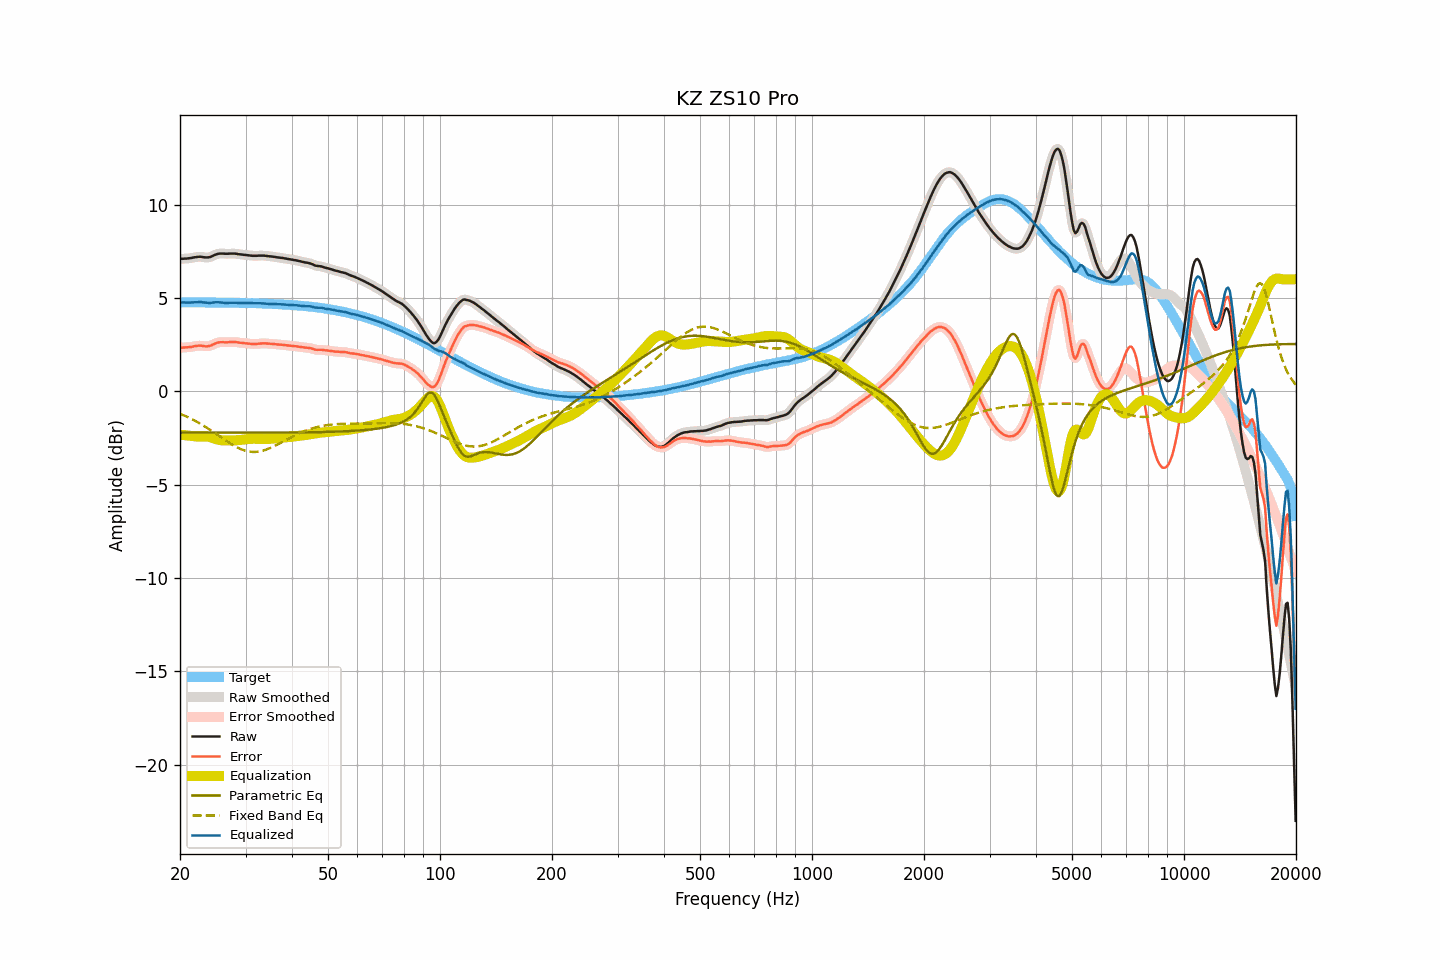 KZ ZS10 Pro
Amplitude (dBr)
10
5
0
−5
−10
−15
−20
Target
Raw Smoothed
Error Smoothed
Raw
Error
Equalization
Parametric Eq
Fixed Band Eq
Equalized
20 50 100 200 500 1000 2000 5000 10000 20000
Frequency (Hz)